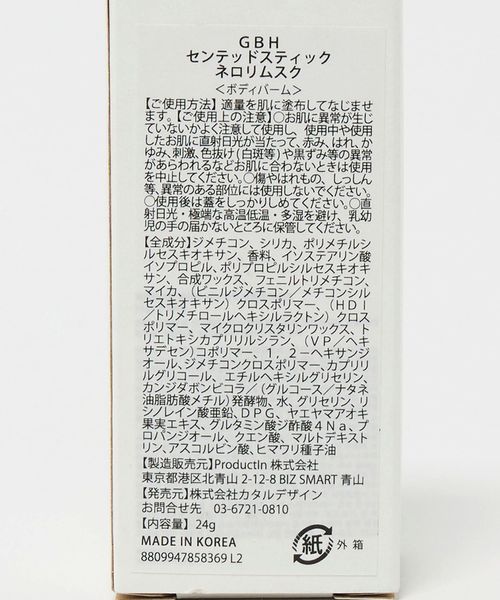 GBH
センテッドスティック
ネロリムスク
＜ボディバーム＞
【ご使用方法】適量を肌に塗布してなじませ
ます。【ご使用上の注意】○お肌に異常が生じ
ていないかよく注意して使用し、使用中や使用
したお肌に直射日光が当たって、赤み、はれ、か
ゆみ、刺激、色抜け(白斑等)や黒ずみ等の異常
があらわれるなどお肌に合わないときは使用
を中止してください。○傷やはれもの、しっしん
等、異常のある部位には使用しないでください。
○使用後は蓋をしっかりしめてください。○直
射日光・極端な高温低温・多湿を避け、乳幼
児の手の届かないところに保管してください。
【全成分】ジメチコン、シリカ、ポリメチルシル
セスキオキサン、香料、イソステアリン酸
イソプロピル、ポリプロピルシルセスキオキサ
ン、合成ワックス、フェニルトリメチコン、
マイカ、(ビニルジメチコン/メチコンシル
セスキオキサン)クロスポリマー、(HDI
/トリメチロールヘキシルラクトン)クロス
ポリマー、マイクロクリスタリンワックス、ト
リエトキシカプリリルシラン、(VP/ヘキ
サデセン)コポリマー、1,2-ヘキサンジ
オール、ジメチコンクロスポリマー、カプリリ
ルグリコール、エチルヘキシルグリセリン、
カンジダボンビコラ/(グルコース/ナタネ
油脂肪酸メチル)発酵物、水、グリセリン、リ
シノレイン酸亜鉛、DPG、ヤエヤマアオキ
果実エキス、グルタミン酸ジ酢酸4Na、プ
ロパンジオール、クエン酸、マルトデキスト
リン、アスコルビン酸、ヒマワリ種子油
【製造販売元】ProductIn 株式会社
東京都港区北青山 2-12-8 BIZ SMART 青山
【発売元】株式会社カタルデザイン
お問合せ先 03-6721-0810
【内容量】24g
MADE IN KOREA
8809947858369 L2
紙 外箱